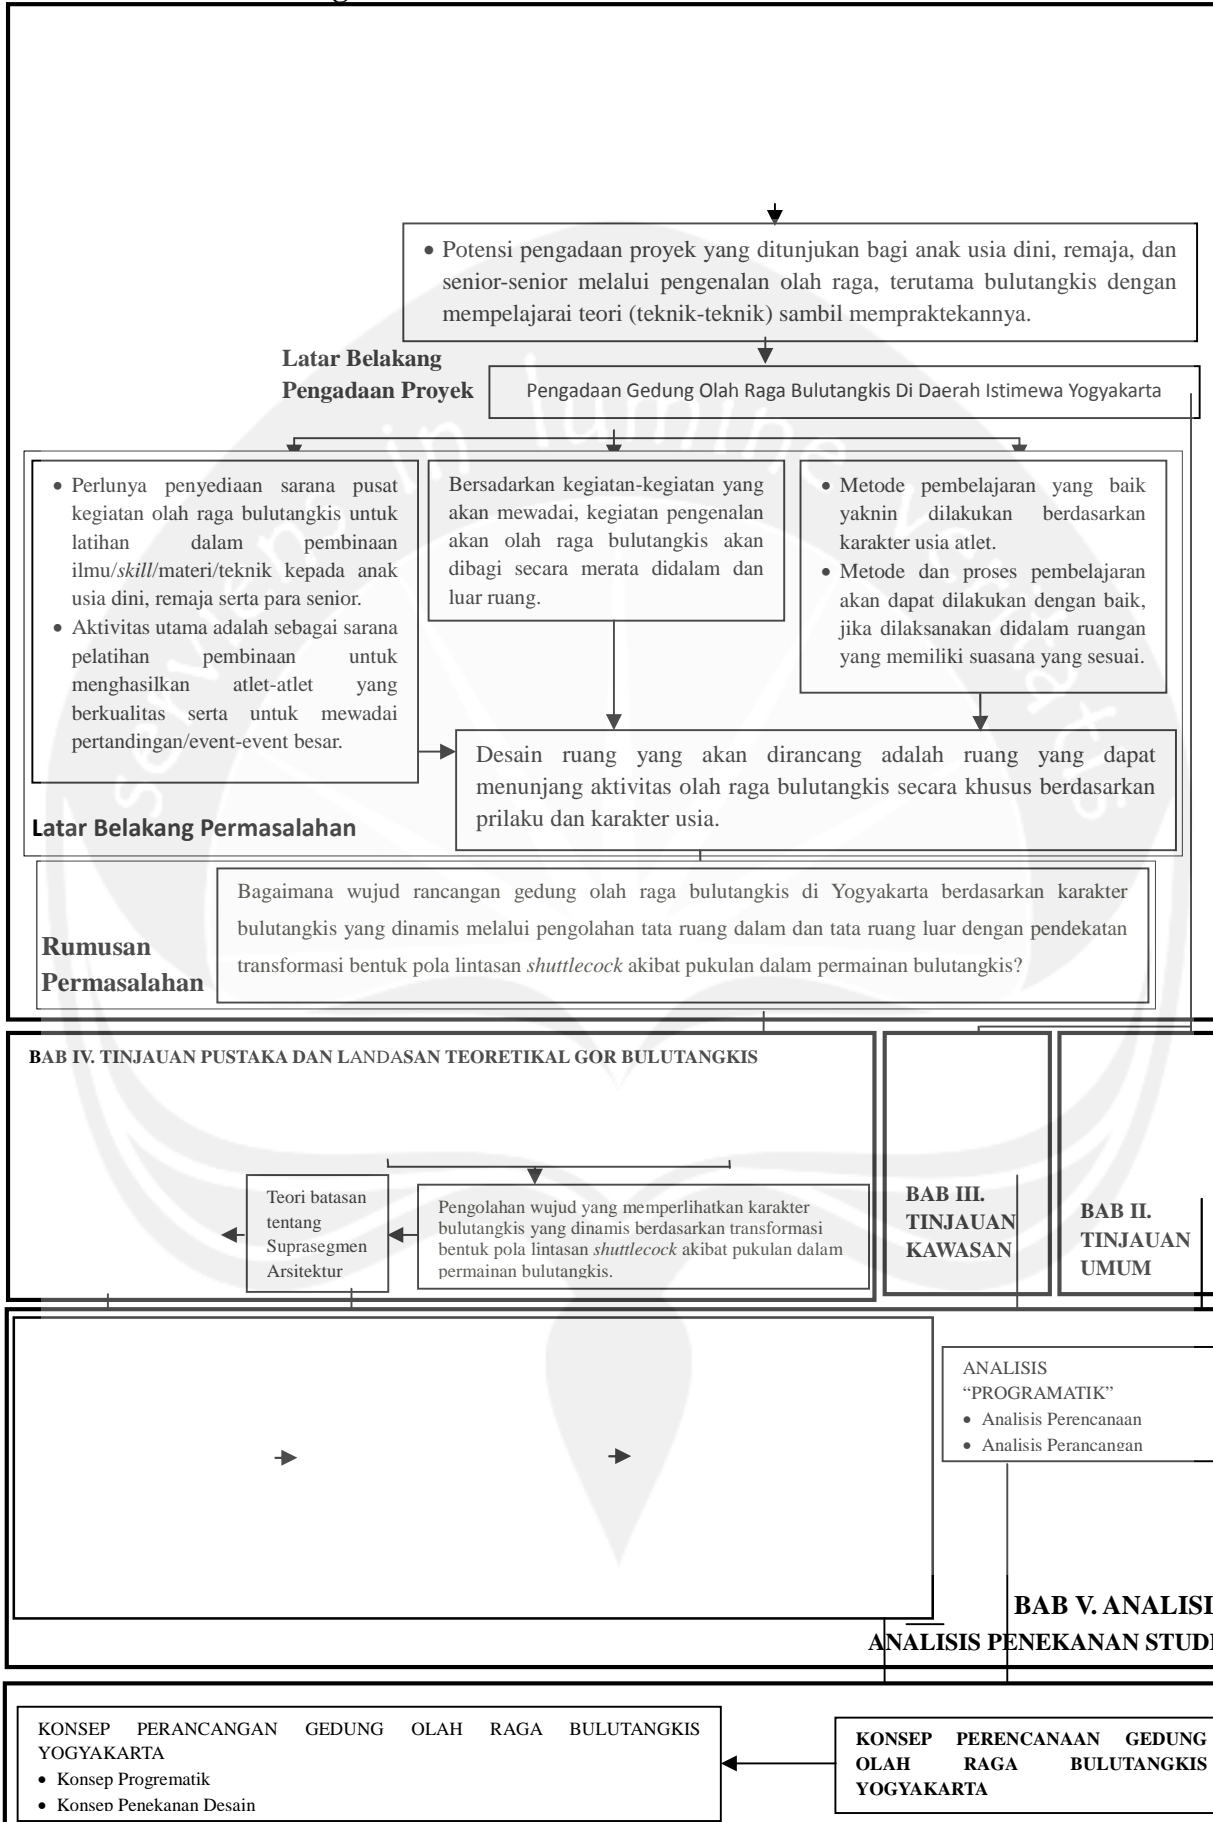 • Potensi pengadaan proyek yang ditunjukan bagi anak usia dini, remaja, dan
senior-senior melalui pengenalan olah raga, terutama bulutangkis dengan
mempelajarai teori (teknik-teknik) sambil mempraktekannya.
Latar Belakang
Pengadaan Proyek
Pengadaan Gedung Olah Raga Bulutangkis Di Daerah Istimewa Yogyakarta
• Perlunya penyediaan sarana pusat
kegiatan olah raga bulutangkis untuk
latihan dalam pembinaan
ilmu/skill/materi/teknik kepada anak
usia dini, remaja serta para senior.
• Aktivitas utama adalah sebagai sarana
pelatihan pembinaan untuk
menghasilkan atlet-atlet yang
berkualitas serta untuk mewadai
pertandingan/event-event besar.
Bersadarkan kegiatan-kegiatan yang
akan mewadai, kegiatan pengenalan
akan olah raga bulutangkis akan
dibagi secara merata didalam dan
luar ruang.
• Metode pembelajaran yang baik
yaknin dilakukan berdasarkan
karakter usia atlet.
• Metode dan proses pembelajaran
akan dapat dilakukan dengan baik,
jika dilaksanakan didalam ruangan
yang memiliki suasana yang sesuai.
Desain ruang yang akan dirancang adalah ruang yang dapat
menunjang aktivitas olah raga bulutangkis secara khusus berdasarkan
prilaku dan karakter usia.
Latar Belakang Permasalahan
Bagaimana wujud rancangan gedung olah raga bulutangkis di Yogyakarta berdasarkan karakter
bulutangkis yang dinamis melalui pengolahan tata ruang dalam dan tata ruang luar dengan pendekatan
transformasi bentuk pola lintasan shuttlecock akibat pukulan dalam permainan bulutangkis?
Rumusan
Permasalahan
BAB IV. TINJAUAN PUSTAKA DAN LANDASAN TEORETIKAL GOR BULUTANGKIS
Teori batasan
tentang
Suprasegmen
Arsitektur
Pengolahan wujud yang memperlihatkan karakter
bulutangkis yang dinamis berdasarkan transformasi
bentuk pola lintasan shuttlecock akibat pukulan dalam
permainan bulutangkis.
BAB III.
TINJAUAN
KAWASAN
BAB II.
TINJAUAN
UMUM
ANALISIS
“PROGRAMATIK”
• Analisis Perencanaan
• Analisis Perancangan
BAB V. ANALISI
ANALISIS PENEKANAN STUDI
KONSEP PERANCANGAN GEDUNG OLAH RAGA BULUTANGKIS
YOGYAKARTA
• Konsep Progrematik
• Konsep Penekanan Desain
KONSEP PERENCANAAN GEDUNG
OLAH RAGA BULUTANGKIS
YOGYAKARTA
serviens in lumine veritatis